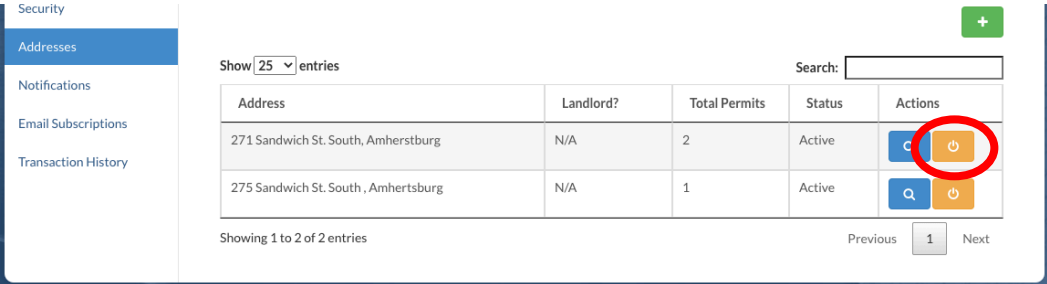 Security
Addresses
Notifications
Email Subscriptions
Transaction History
+
Show 25 entries
Search:
Address Landlord? Total Permits Status Actions
271 Sandwich St. South, Amherstburg N/A 2 Active
275 Sandwich St. South , Amhertsburg N/A 1 Active
Showing 1 to 2 of 2 entries
Previous 1 Next